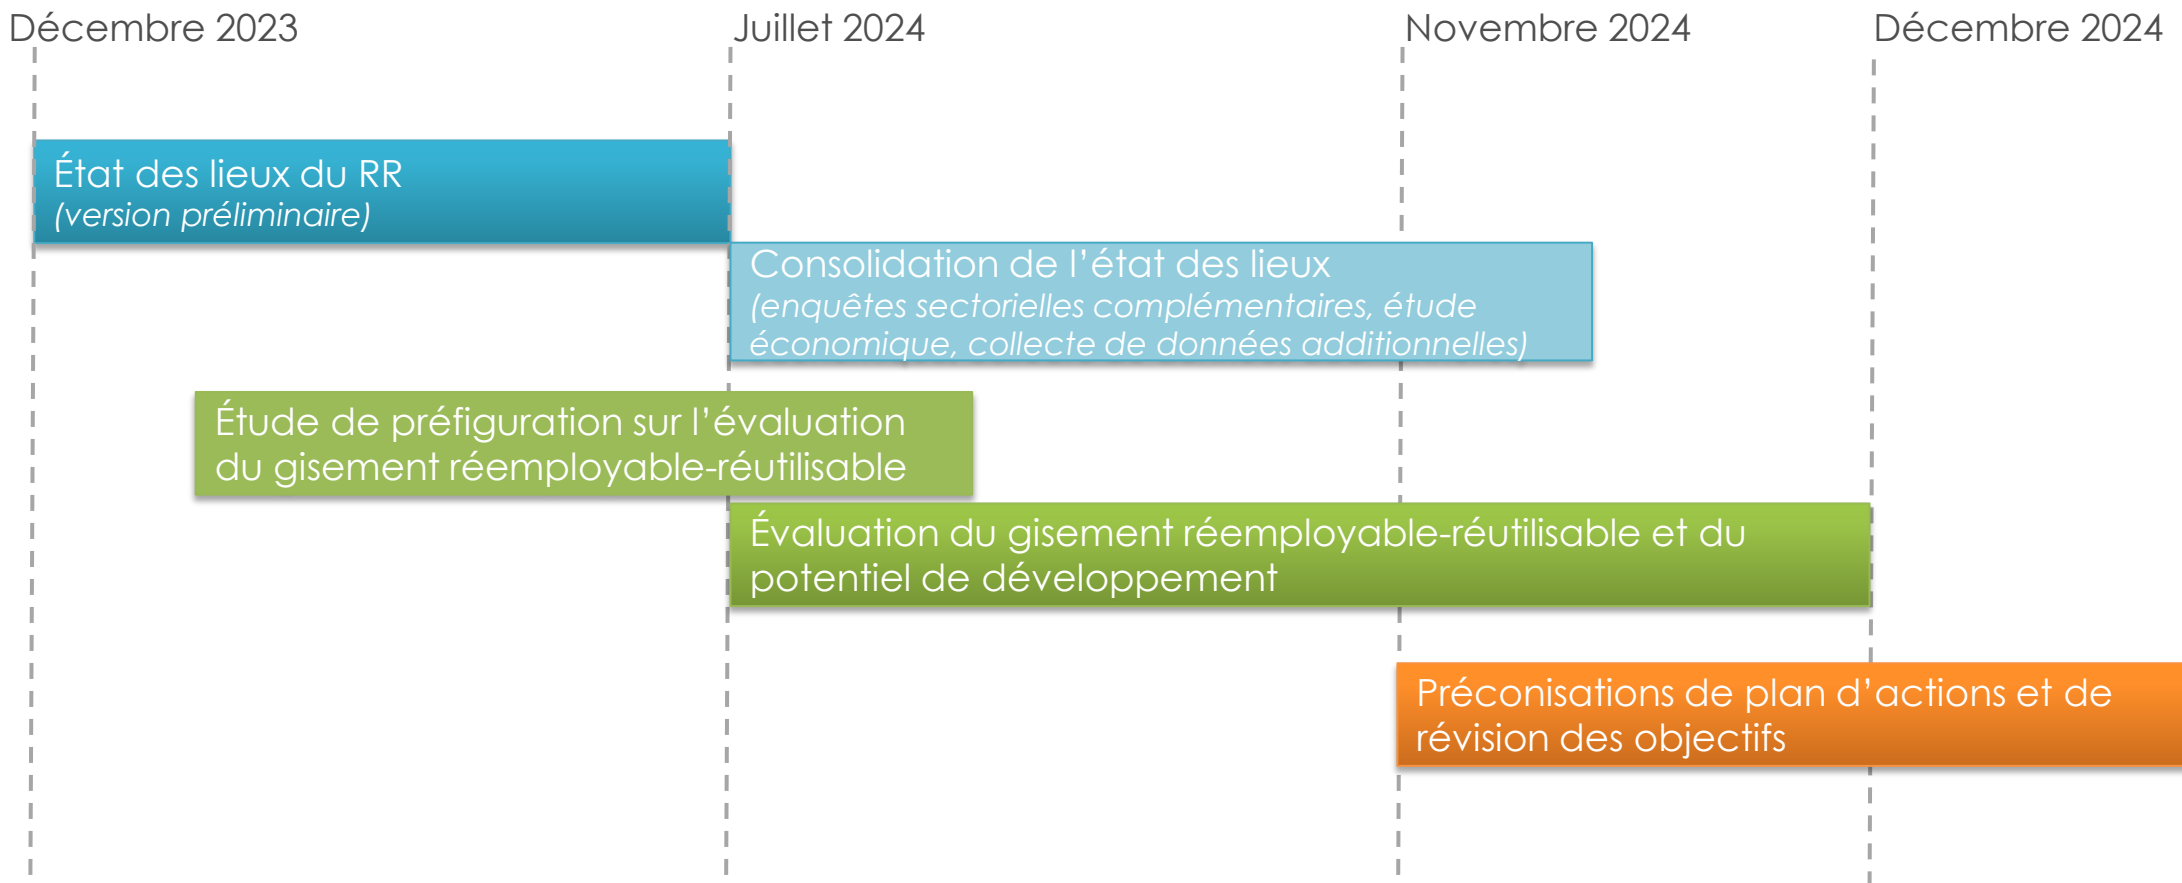 Décembre 2023
Juillet 2024
Novembre 2024
Décembre 2024
État des lieux du RR
(version préliminaire)
Consolidation de l’état des lieux
(enquêtes sectorielles complémentaires, étude
économique, collecte de données additionnelles)
Étude de préfiguration sur l’évaluation
du gisement réemployable-réutilisable
Évaluation du gisement réemployable-réutilisable et du
potentiel de développement
Préconisations de plan d’actions et de
révision des objectifs